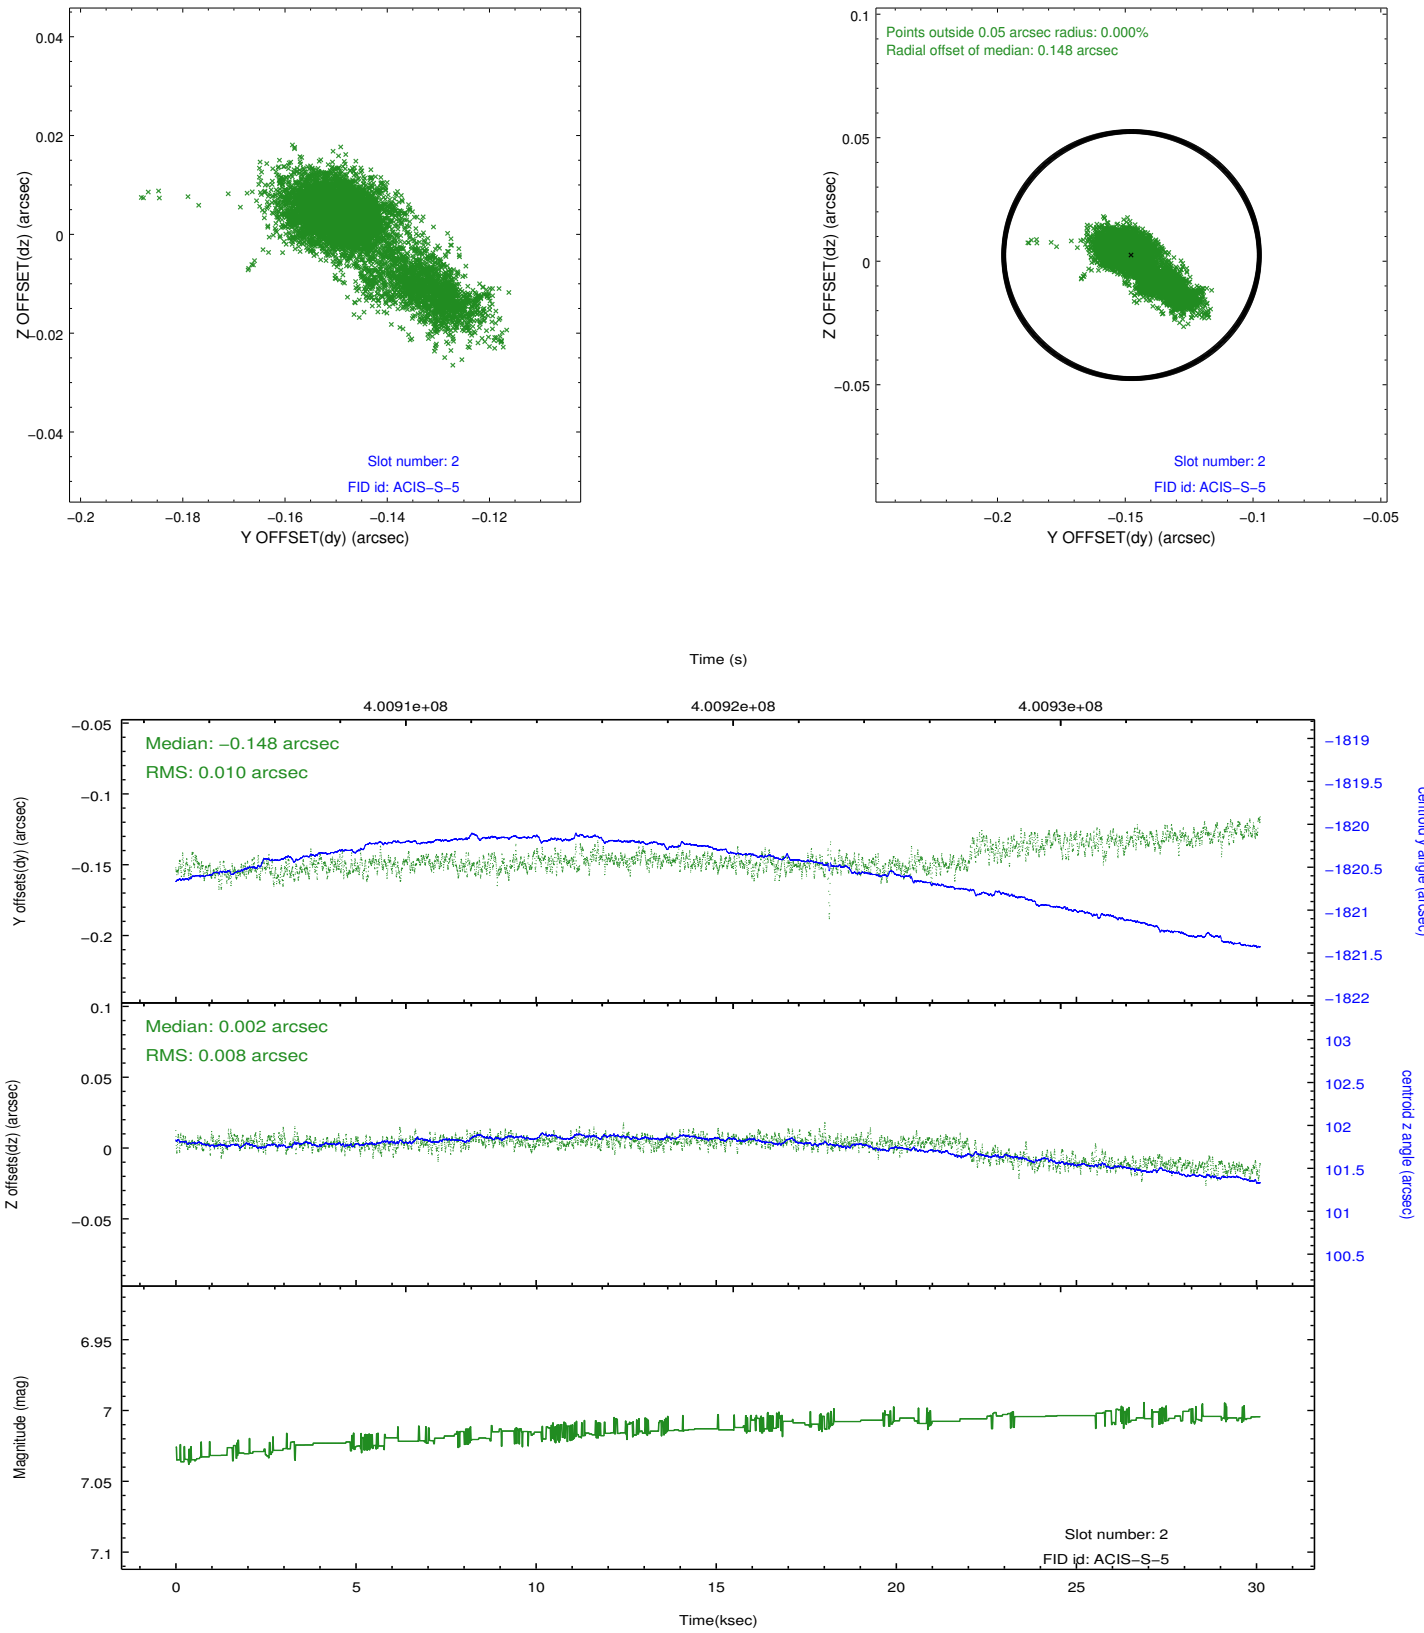 0.04
0.02
0
−0.02
−0.04
Z OFFSET(dz) (arcsec)
Slot number: 2
FID id: ACIS−S−5
−0.2 −0.18 −0.16 −0.14 −0.12
Y OFFSET(dy) (arcsec)
Points outside 0.05 arcsec radius: 0.000%
Radial offset of median: 0.148 arcsec
0.1
0.05
0
−0.05
Z OFFSET(dz) (arcsec)
Slot number: 2
FID id: ACIS−S−5
−0.2 −0.15 −0.1 −0.05
Y OFFSET(dy) (arcsec)
Time (s)
4.0091e+08 4.0092e+08 4.0093e+08
Median: −0.148 arcsec
RMS: 0.010 arcsec
−0.05
−0.1
−0.15
−0.2
Y offsets(dy) (arcsec)
−1819
−1819.5
−1820
−1820.5
−1821
−1821.5
−1822
centroid y angle (arcsec)
Median: 0.002 arcsec
RMS: 0.008 arcsec
0.1
0.05
0
−0.05
Z offsets(dz) (arcsec)
103
102.5
102
101.5
101
100.5
centroid z angle (arcsec)
6.95
7
7.05
7.1
Magnitude (mag)
Slot number: 2
FID id: ACIS−S−5
0 5 10 15 20 25 30
Time(ksec)